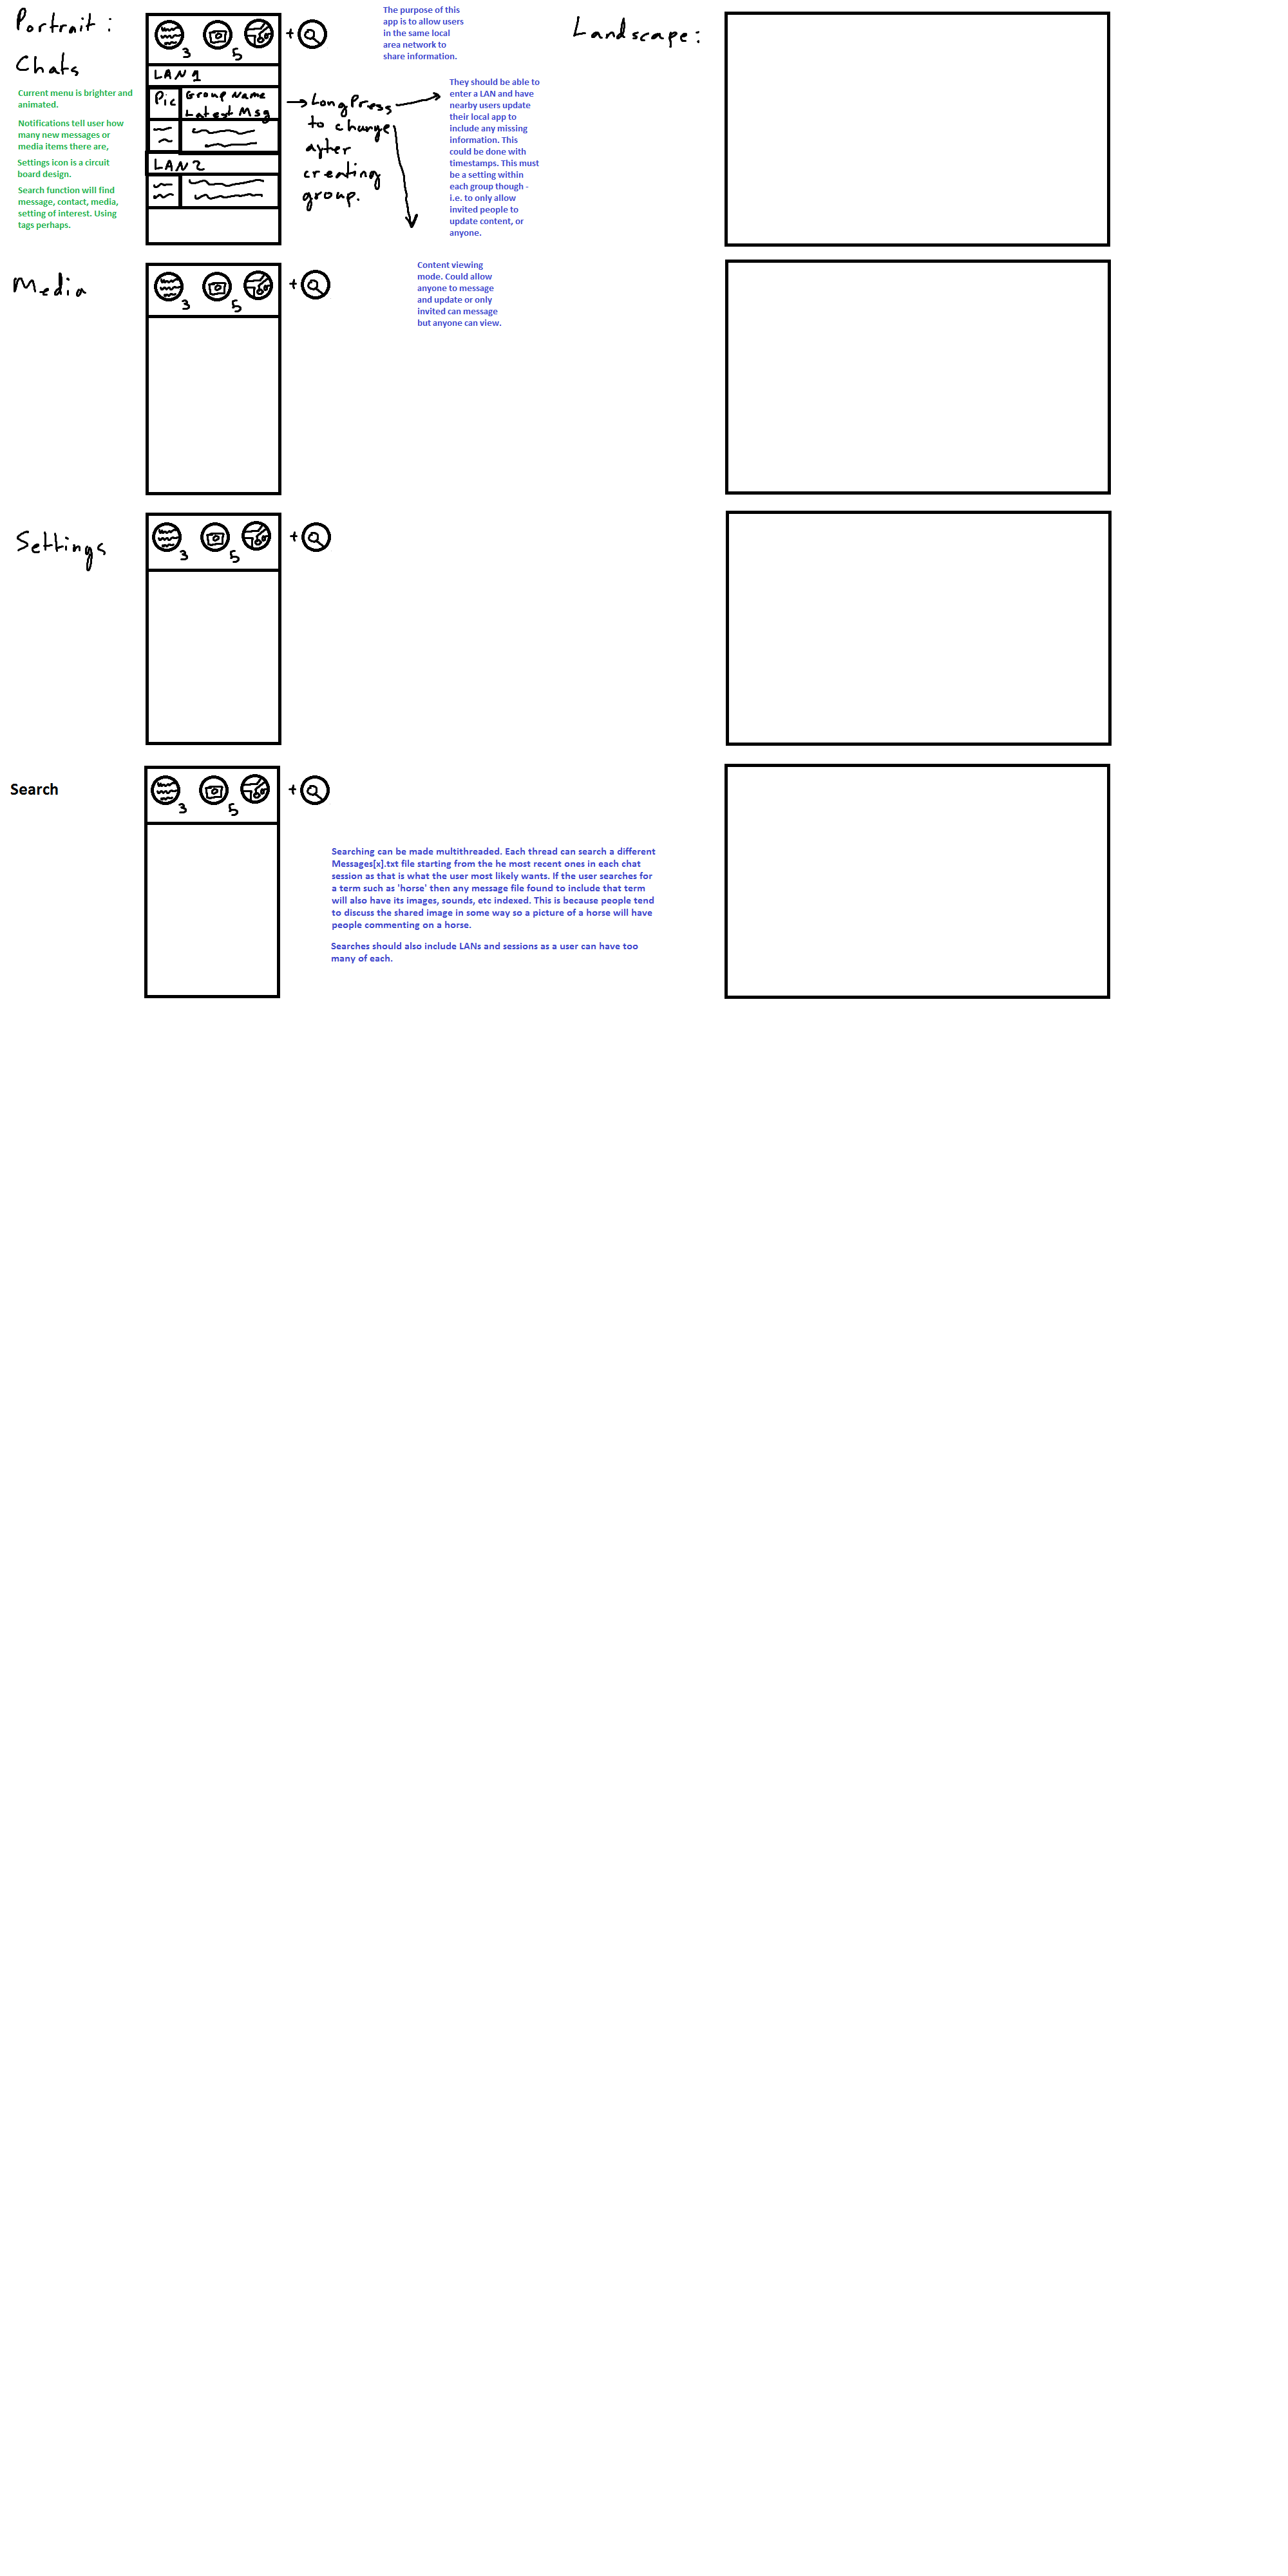 Portrait :
Chats
Current menu is brighter and
animated.
Notifications tell user how
many new messages or
media items there are,
Settings icon is a circuit
board design.
Search function will find
message, contact, media,
setting of interest. Using
tags perhaps.
3
5
+
LAN 1
Pic
Group Name
Latest Msg
LAN 2
Long Press
to change
ayter
creating
group.
The purpose of this
app is to allow users
in the same local
area network to
share information.
They should be able to
enter a LAN and have
nearby users update
their local app to
include any missing
information. This
could be done with
timestamps. This must
be a setting within
each group though -
i.e. to only allow
invited people to
update content, or
anyone.
Content viewing
mode. Could allow
anyone to message
and update or only
invited can message
but anyone can view.
Landscape :
Media
3
5
+
Settings
3
5
+
Search
3
5
+
Searching can be made multithreaded. Each thread can search a different
Messages[x].txt file starting from the he most recent ones in each chat
session as that is what the user most likely wants. If the user searches for
a term such as 'horse' then any message file found to include that term
will also have its images, sounds, etc indexed. This is because people tend
to discuss the shared image in some way so a picture of a horse will have
people commenting on a horse.
Searches should also include LANs and sessions as a user can have too
many of each.